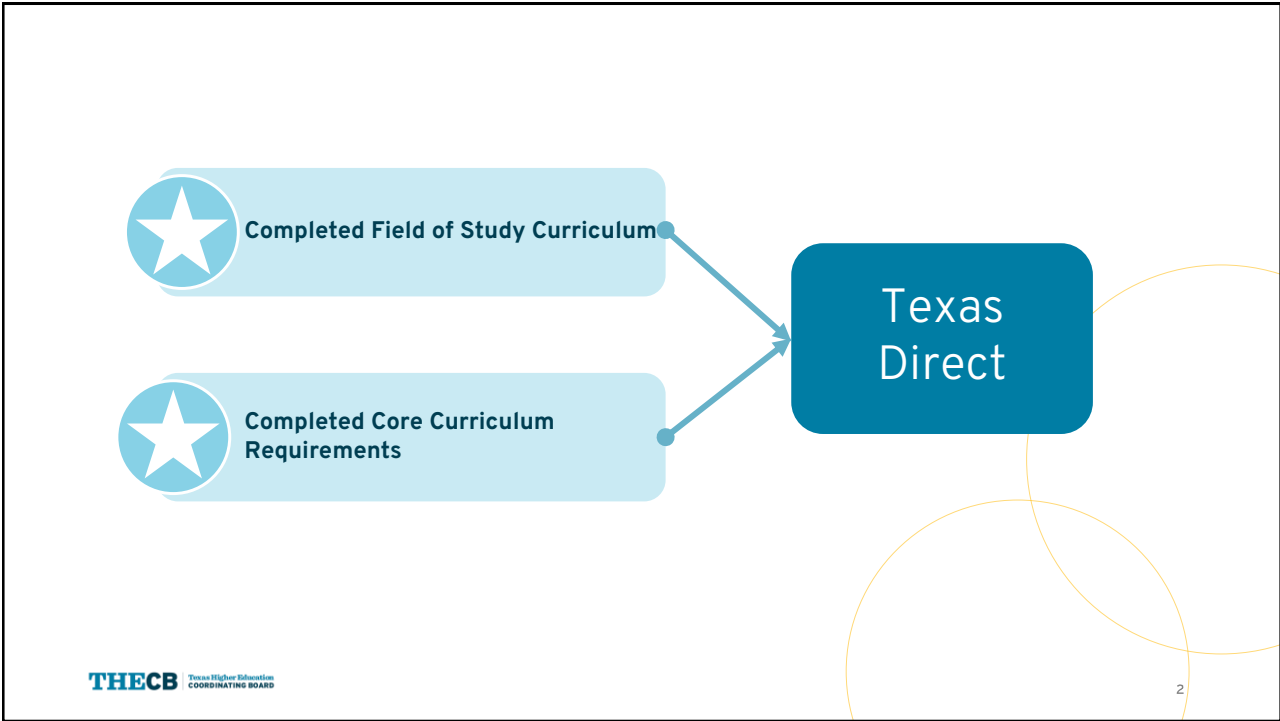 Completed Field of Study Curriculum
Completed Core Curriculum
Requirements
Texas
Direct
THECB
Texas Higher Education
COORDINATING BOARD
2